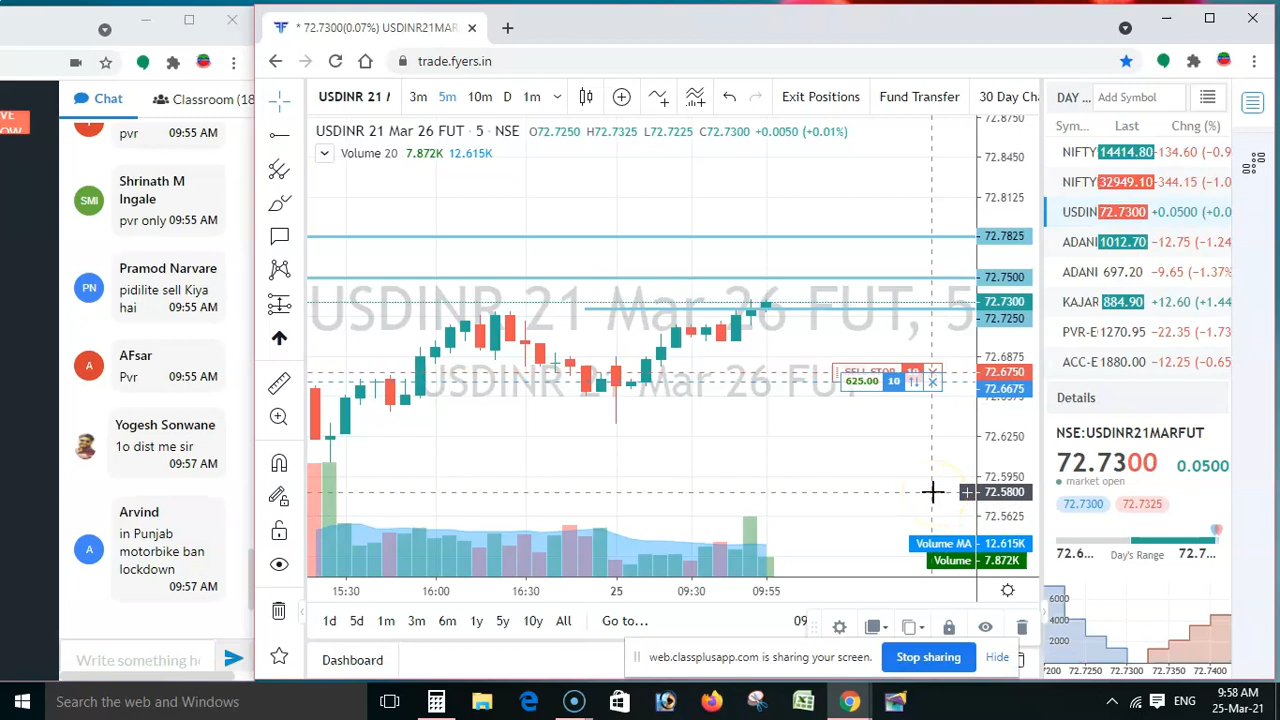 * 72.7300(0.07%) USDINR21MAR
trade.fyers.in
VE
OW
Chat
Classroom (18
pvr
09:55 AM
Shrinath M
Ingale
SMI
pvr only 09:55 AM
Pramod Narvare
PN
pidilite sell Kiya
hai
09:55 AM
AFsar
A
Pvr
09:55 AM
Yogesh Sonwane
1o dist me sir
09:57 AM
Arvind
A
in Punjab
motorbike ban
lockdown
09:57 AM
Write something h
USDINR 21 /
3m 5m 10m D 1m
Exit Positions
Fund Transfer
30 Day Ch
USDINR 21 Mar 26 FUT · 5 · NSE O72.7250 H72.7325 L72.7225 C72.7300 +0.0050 (+0.01%)
Volume 20 7.872K 12.615K
USDINR 21 Mar 26 FUT, 5
USDINR 21 Mar 26 FUT
72.8750
72.8450
72.8125
72.7825
72.7500
72.7300
72.7250
72.6875
72.6750
72.6675
72.6250
72.5950
72.5800
72.5625
SELL STOP 10
625.00 10
Volume MA 12.615K
Volume 7.872K
15:30 16:00 16:30 25 09:30 09:55
1d 5d 1m 3m 6m 1y 5y 10y All Go to...
09
Dashboard
web.classplusapp.com is sharing your screen.
Stop sharing
Hide
DAY
Add Symbol
Sym... Last Chng (%)
NIFTY 14414.80 −134.60 (−0.9
NIFTY 32949.10 −344.15 (−1.0
USDIN 72.7300 +0.0500 (+0.0
ADANI 1012.70 −12.75 (−1.24
ADANI 697.20 −9.65 (−1.37%
KAJAR 884.90 +12.60 (+1.44
PVR-E 1270.95 −22.35 (−1.73
ACC-E 1880.00 −12.25 (−0.65
Details
NSE:USDINR21MARFUT
72.7300 0.0500
market open
72.7300 72.7325
72.6... Day's Range 72.7...
6000
4000
2000
0
7200 72.7250 72.7325 72.7400
Search the web and Windows
ENG
9:58 AM
25-Mar-21